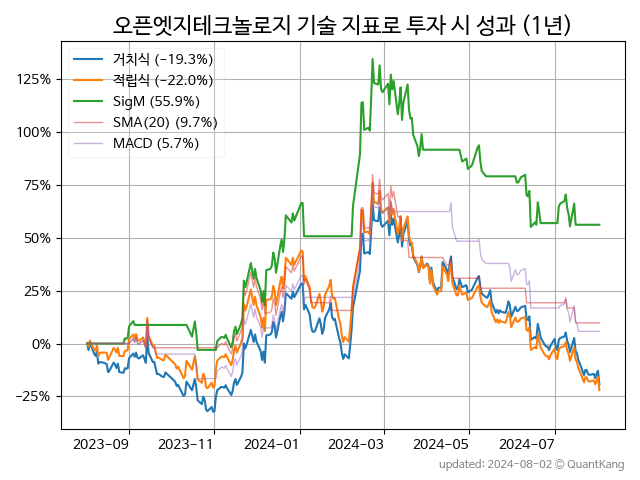 오픈엣지테크놀로지 기술 지표로 투자 시 성과 (1년)
거치식 (−19.3%)
적립식 (−22.0%)
SigM (55.9%)
SMA(20) (9.7%)
MACD (5.7%)
125%
100%
75%
50%
25%
0%
−25%
2023-09 2023-11 2024-01 2024-03 2024-05 2024-07
updated: 2024-08-02 © QuantKang